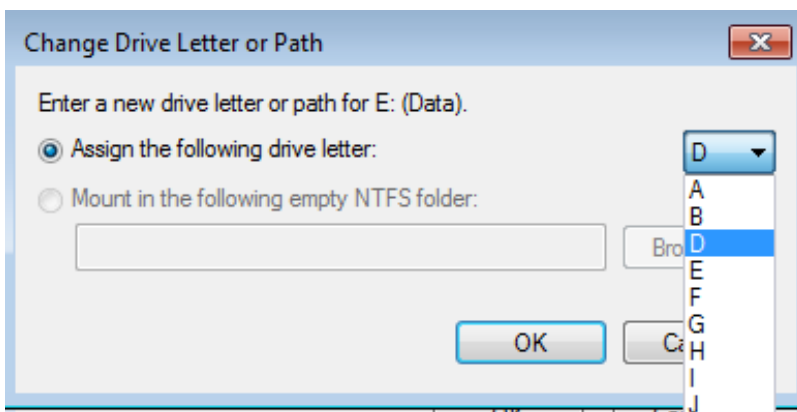 Change Drive Letter or Path
Enter a new drive letter or path for E: (Data).
Assign the following drive letter:
D
Mount in the following empty NTFS folder:
A
B
D
E
F
G
H
I
J
OK